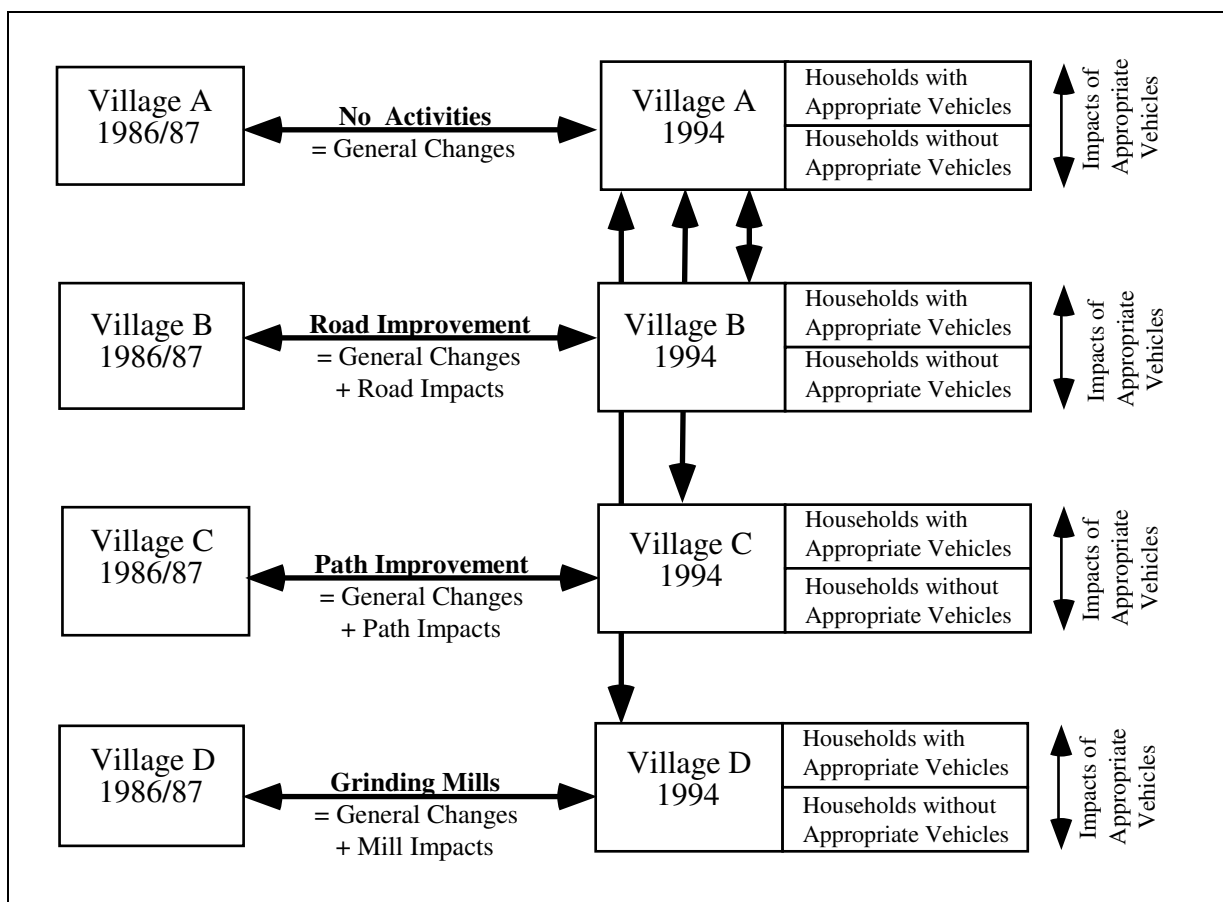 Village A
1986/87
No Activities
= General Changes
Village A
1994
Households with
Appropriate Vehicles
Households without
Appropriate Vehicles
Impacts of
Appropriate
Vehicles
Village B
1986/87
Road Improvement
= General Changes
+ Road Impacts
Village B
1994
Households with
Appropriate Vehicles
Households without
Appropriate Vehicles
Impacts of
Appropriate
Vehicles
Village C
1986/87
Path Improvement
= General Changes
+ Path Impacts
Village C
1994
Households with
Appropriate Vehicles
Households without
Appropriate Vehicles
Impacts of
Appropriate
Vehicles
Village D
1986/87
Grinding Mills
= General Changes
+ Mill Impacts
Village D
1994
Households with
Appropriate Vehicles
Households without
Appropriate Vehicles
Impacts of
Appropriate
Vehicles